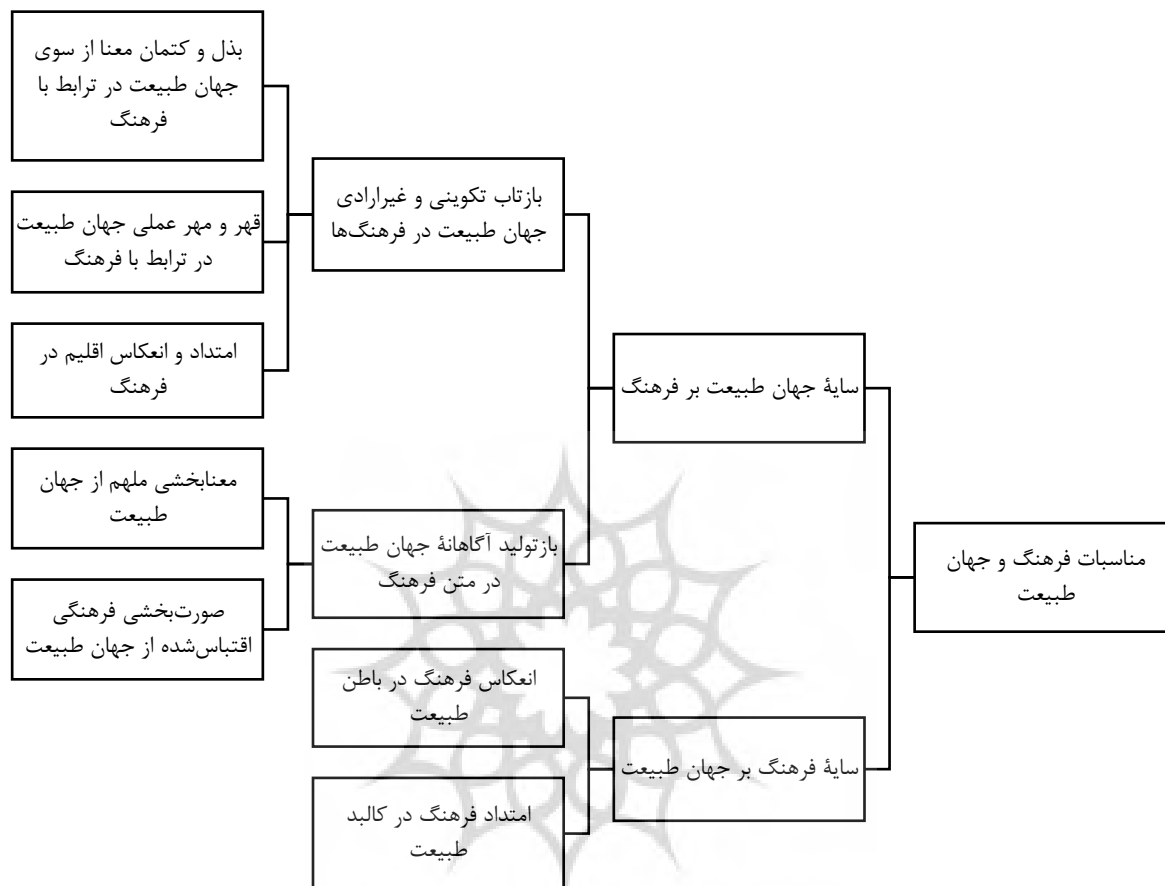 مناسبات فرهنگ و جهان
طبیعت
سایهٔ جهان طبیعت بر فرهنگ
بازتاب تکوینی و غیرارادی
جهان طبیعت در فرهنگ‌ها
بذل و کتمان معنا از سوی
جهان طبیعت در ترابط با
فرهنگ
قهر و مهر عملی جهان طبیعت
در ترابط با فرهنگ
امتداد و انعکاس اقلیم در
فرهنگ
بازتولید آگاهانهٔ جهان طبیعت
در متن فرهنگ
معنابخشی ملهم از جهان
طبیعت
صورت‌بخشی فرهنگی
اقتباس‌شده از جهان طبیعت
سایهٔ فرهنگ بر جهان طبیعت
انعکاس فرهنگ در باطن
طبیعت
امتداد فرهنگ در کالبد
طبیعت